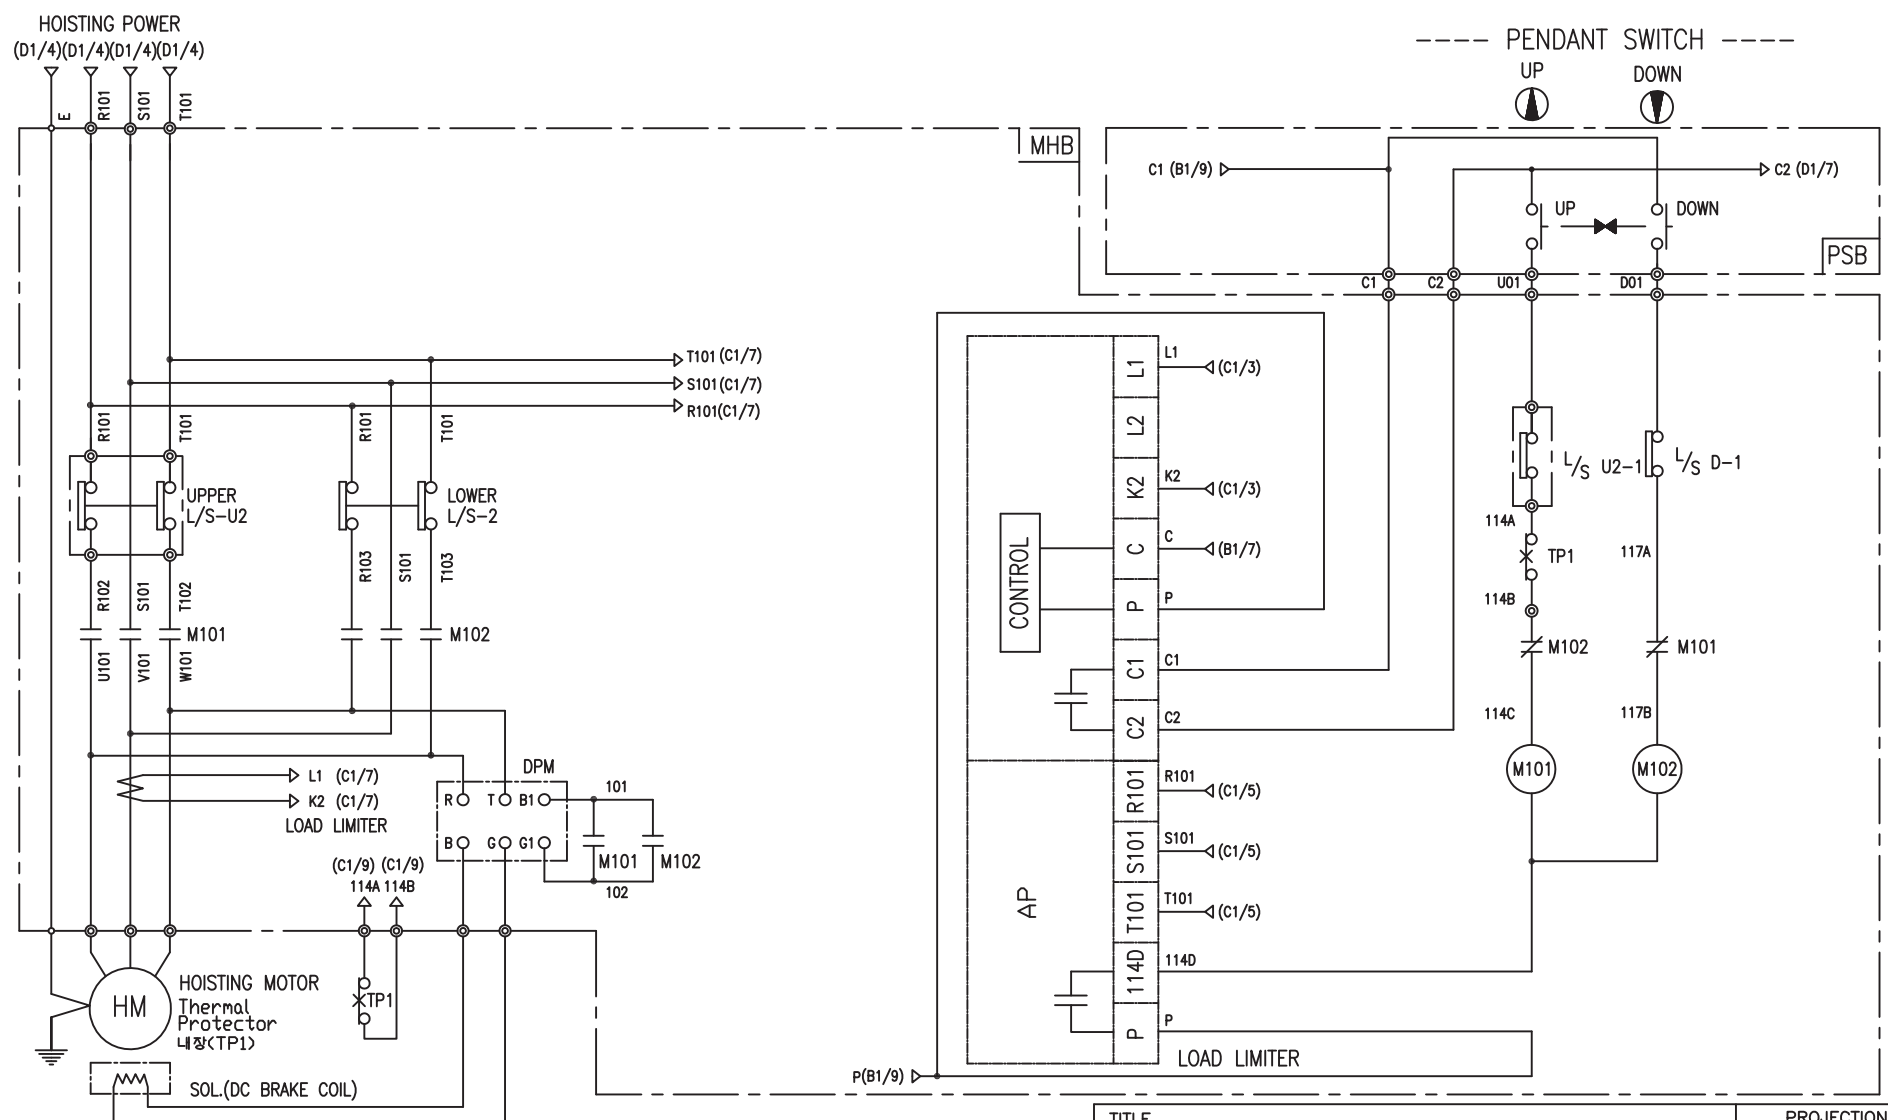 HOISTING POWER
(D1/4)(D1/4)(D1/4)(D1/4)
E
R101
S101
T101
MHB
---- PENDANT SWITCH ----
UP
DOWN
C1 (B1/9)
C2 (D1/7)
UP
DOWN
PSB
C1
C2
U01
D01
T101 (C1/7)
S101 (C1/7)
R101(C1/7)
R101
T101
R101
T101
UPPER
L/S-U2
LOWER
L/S-2
R102
S101
T102
R103
S101
T103
M101
M102
U101
V101
W101
L1 (C1/7)
K2 (C1/7)
LOAD LIMITER
DPM
R
T
B1
B
G
G1
101
M101
M102
102
(C1/9) (C1/9)
114A 114B
HM
HOISTING MOTOR
Thermal
Protector
내장(TP1)
TP1
SOL.(DC BRAKE COIL)
CONTROL
AP
L1
L1
(C1/3)
L2
K2
K2
(C1/3)
C
C
(B1/7)
P
P
C1
C1
C2
C2
R101
R101
(C1/5)
S101
S101
(C1/5)
T101
T101
(C1/5)
114D
114D
P
P
LOAD LIMITER
P(B1/9)
L/S U2-1
L/S D-1
114A
TP1
117A
114B
M102
M101
114C
117B
M101
M102
TITLE
PROJECTION